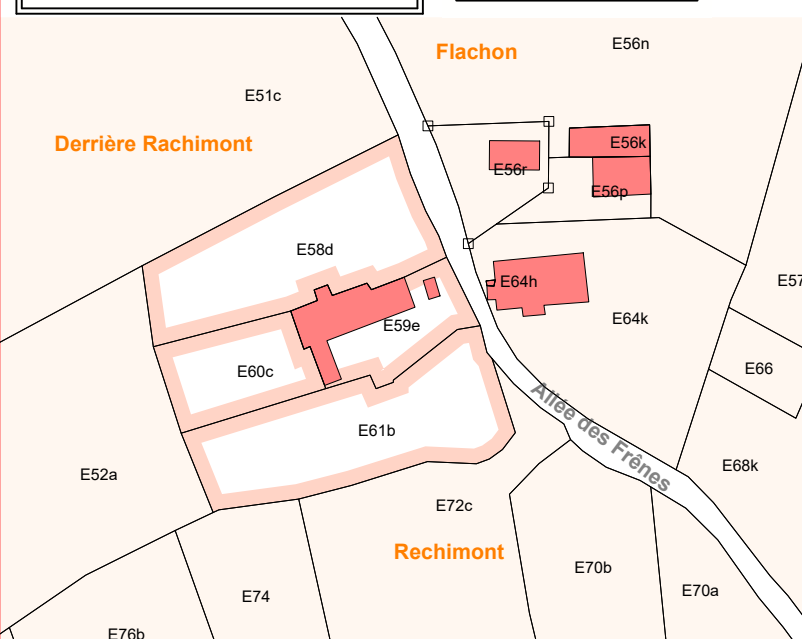 Flachon
E56n
E51c
Derrière Rachimont
E56k
E56r
E56p
E58d
E64h
E57
E59e
E64k
E60c
E66
Allée des Frênes
E61b
E52a
E68k
E72c
Rechimont
E70b
E70a
E74
E76b